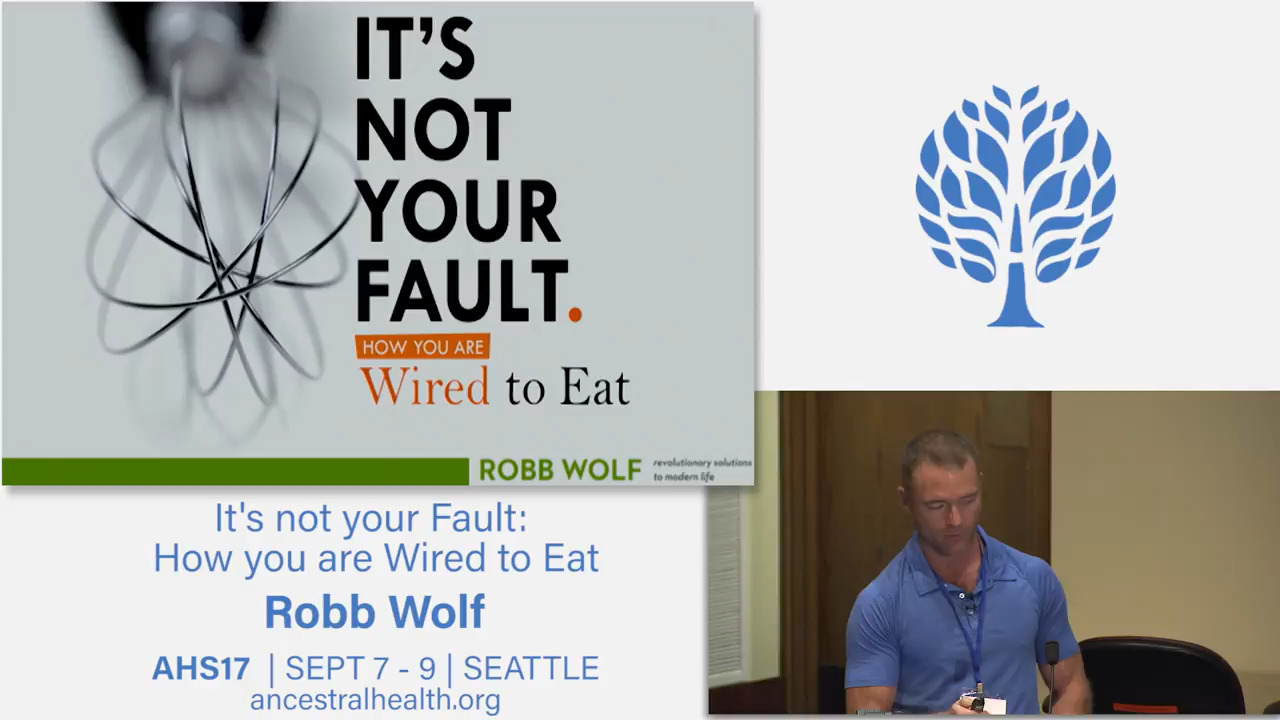 IT'S
NOT
YOUR
FAULT.
HOW YOU ARE
Wired to Eat
ROBB WOLF
revolutionary solutions
to modern life
It's not your Fault:
How you are Wired to Eat
Robb Wolf
AHS17 | SEPT 7 - 9 | SEATTLE
ancestralhealth.org